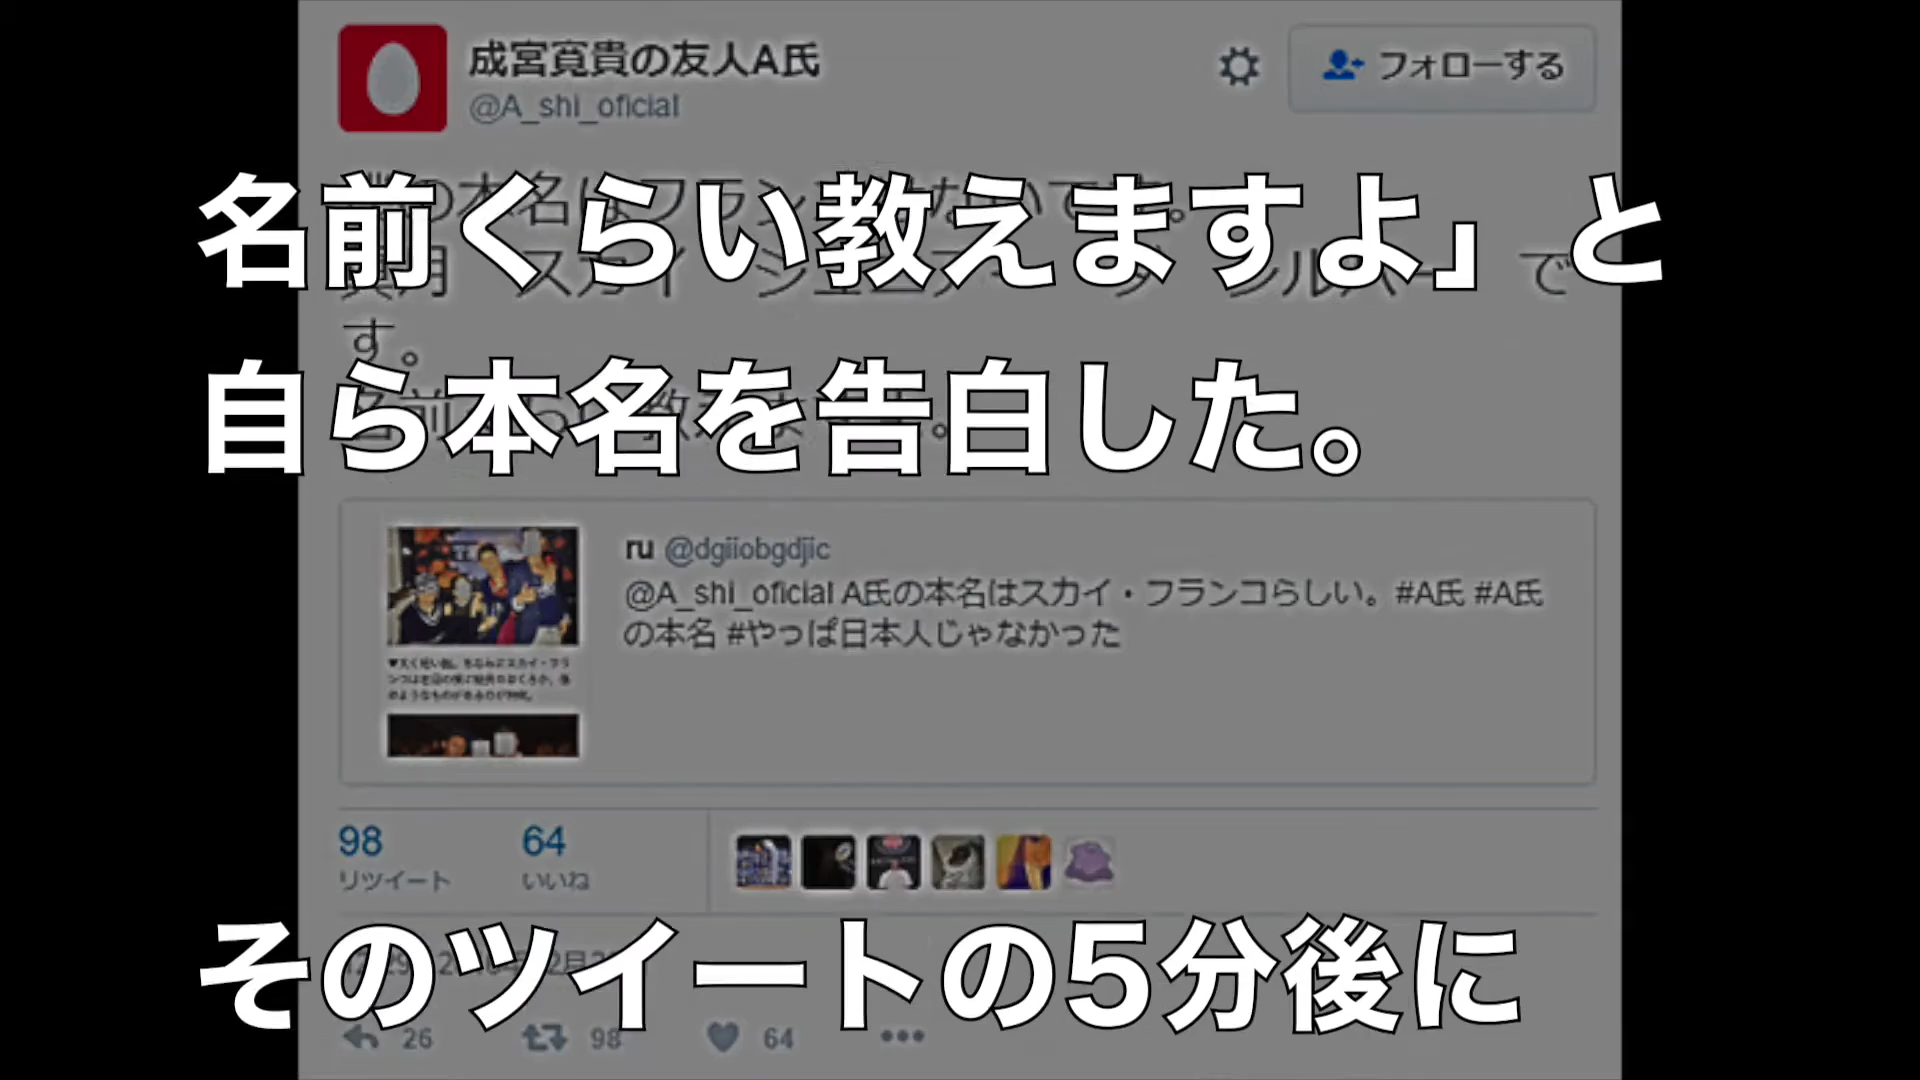 成宮寛貴の友人A氏
@A_shi_oficial
フォローする
名前くらい教えますよ」と
す。
自ら本名を告白した。
ru @dgiiobgdjic
@A_shi_oficial A氏の本名はスカイ・フランコらしい。#A氏 #A氏
の本名 #やっぱ日本人じゃなかった
98
64
リツイート
いいね
そのツイートの5分後に
26
98
64